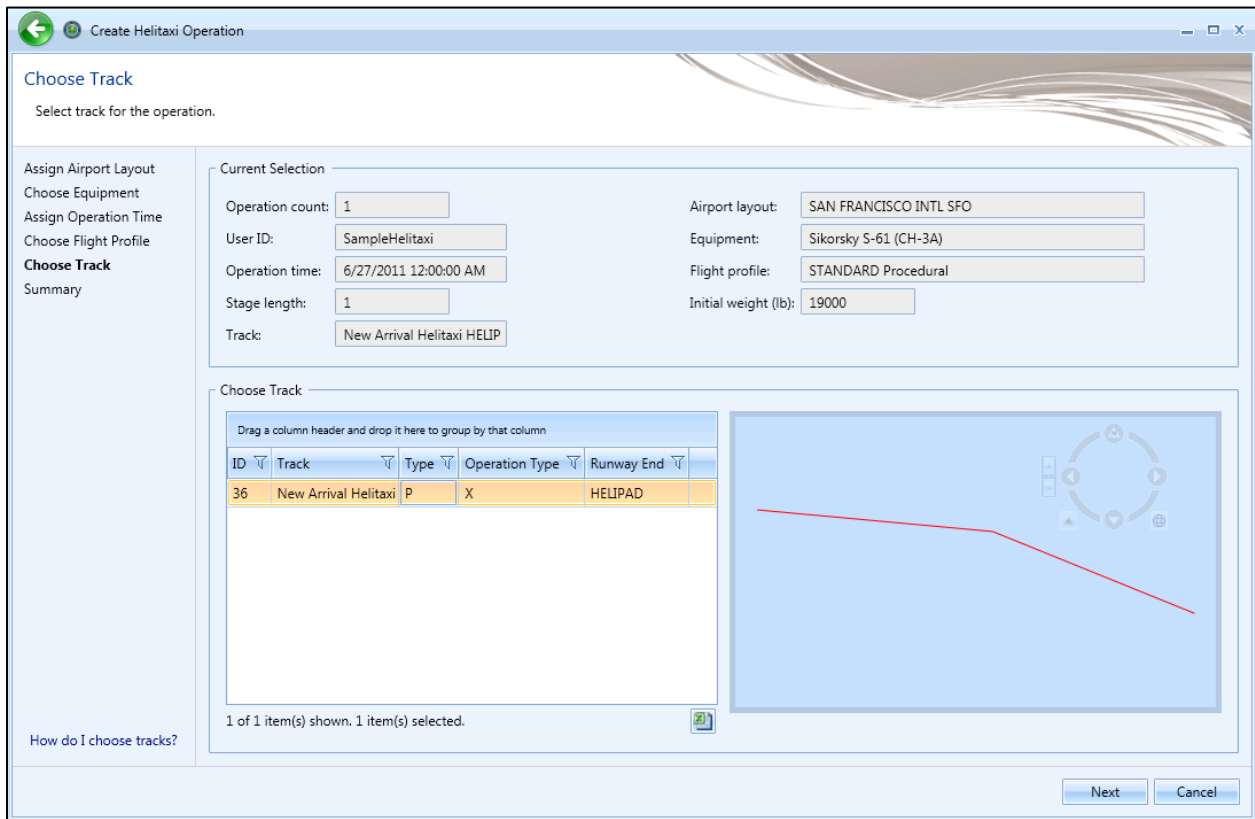 Create Helitaxi Operation
Choose Track
Select track for the operation.
Assign Airport Layout
Choose Equipment
Assign Operation Time
Choose Flight Profile
Choose Track
Summary
How do I choose tracks?
Current Selection
Operation count: 1
User ID: SampleHelitaxi
Operation time: 6/27/2011 12:00:00 AM
Stage length: 1
Track: New Arrival Helitaxi HELIP
Airport layout: SAN FRANCISCO INTL SFO
Equipment: Sikorsky S-61 (CH-3A)
Flight profile: STANDARD Procedural
Initial weight (lb): 19000
Choose Track
Drag a column header and drop it here to group by that column
ID Track Type Operation Type Runway End
36 New Arrival Helitaxi P X HELIPAD
1 of 1 item(s) shown. 1 item(s) selected.
Next Cancel